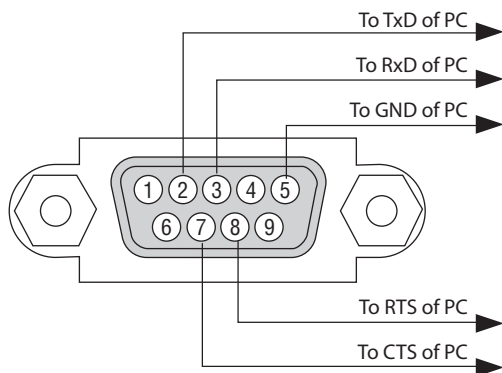 To TxD of PC
To RxD of PC
To GND of PC
1 2 3 4 5
6 7 8 9
To RTS of PC
To CTS of PC